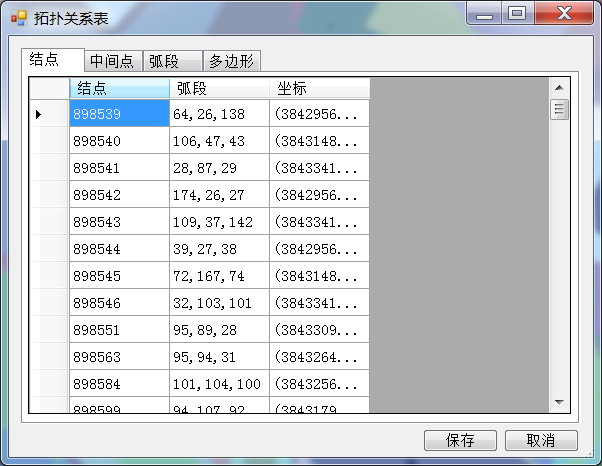 拓扑关系表
结点 中间点 弧段 多边形
结点 弧段 坐标
898539 64,26,138 (3842956...
898540 106,47,43 (3843148...
898541 28,87,29 (3843341...
898542 174,26,27 (3842956...
898543 109,37,142 (3843341...
898544 39,27,38 (3842956...
898545 72,167,74 (3843148...
898546 32,103,101 (3843341...
898551 95,89,28 (3843309...
898563 95,94,31 (3843264...
898584 101,104,100 (3843256...
898599 94,107,92 (3843179...
保存 取消